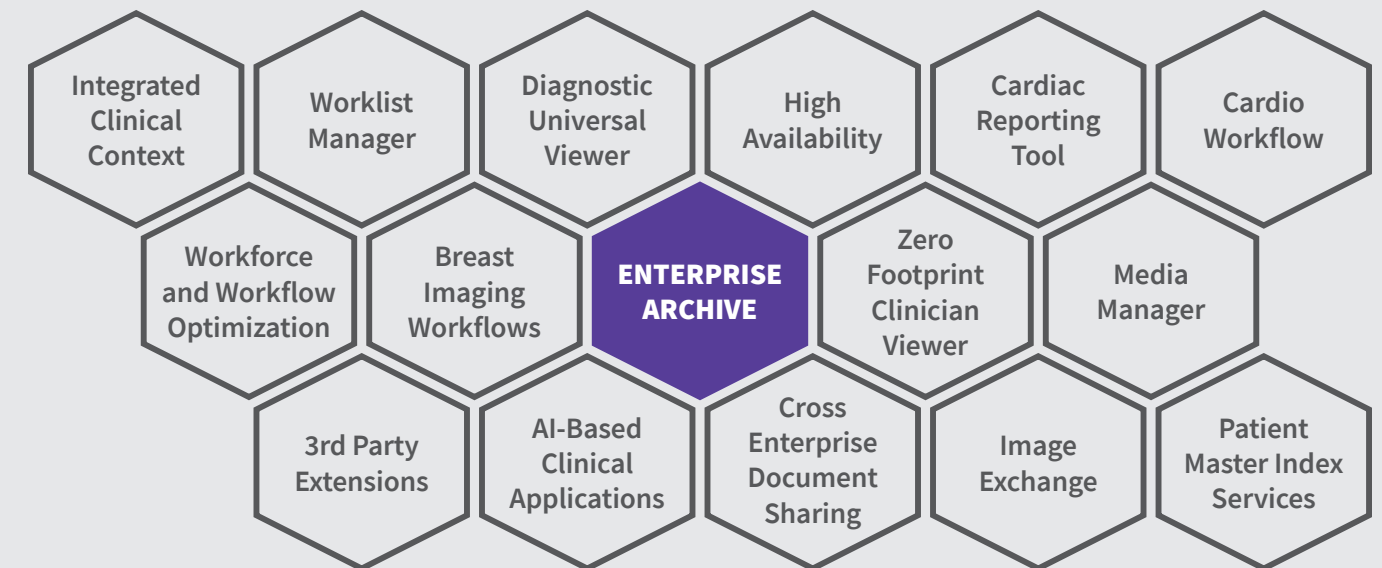 Integrated
Clinical
Context
Worklist
Manager
Diagnostic
Universal
Viewer
High
Availability
Cardiac
Reporting
Tool
Cardio
Workflow
Workforce
and Workflow
Optimization
Breast
Imaging
Workflows
ENTERPRISE
ARCHIVE
Zero
Footprint
Clinician
Viewer
Media
Manager
3rd Party
Extensions
AI-Based
Clinical
Applications
Cross
Enterprise
Document
Sharing
Image
Exchange
Patient
Master Index
Services